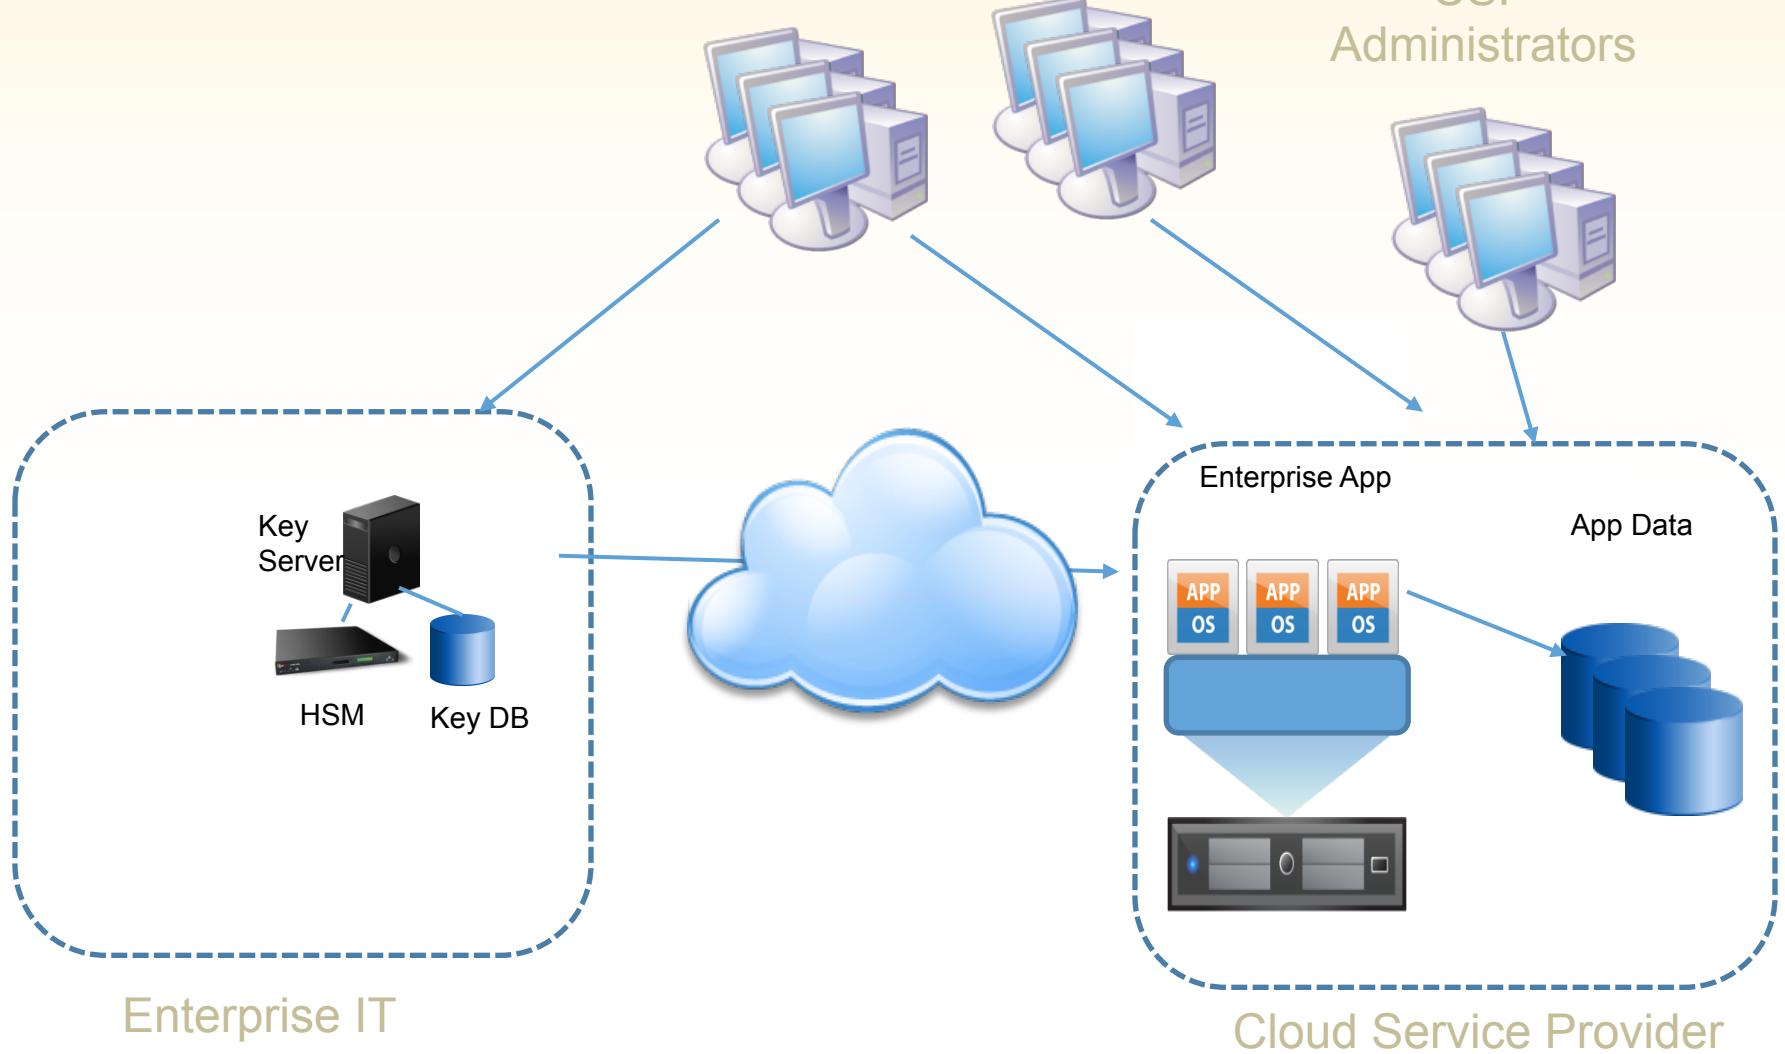 Administrators
Enterprise App
App Data
Key
Server
APP
OS
APP
OS
APP
OS
HSM
Key DB
Enterprise IT
Cloud Service Provider